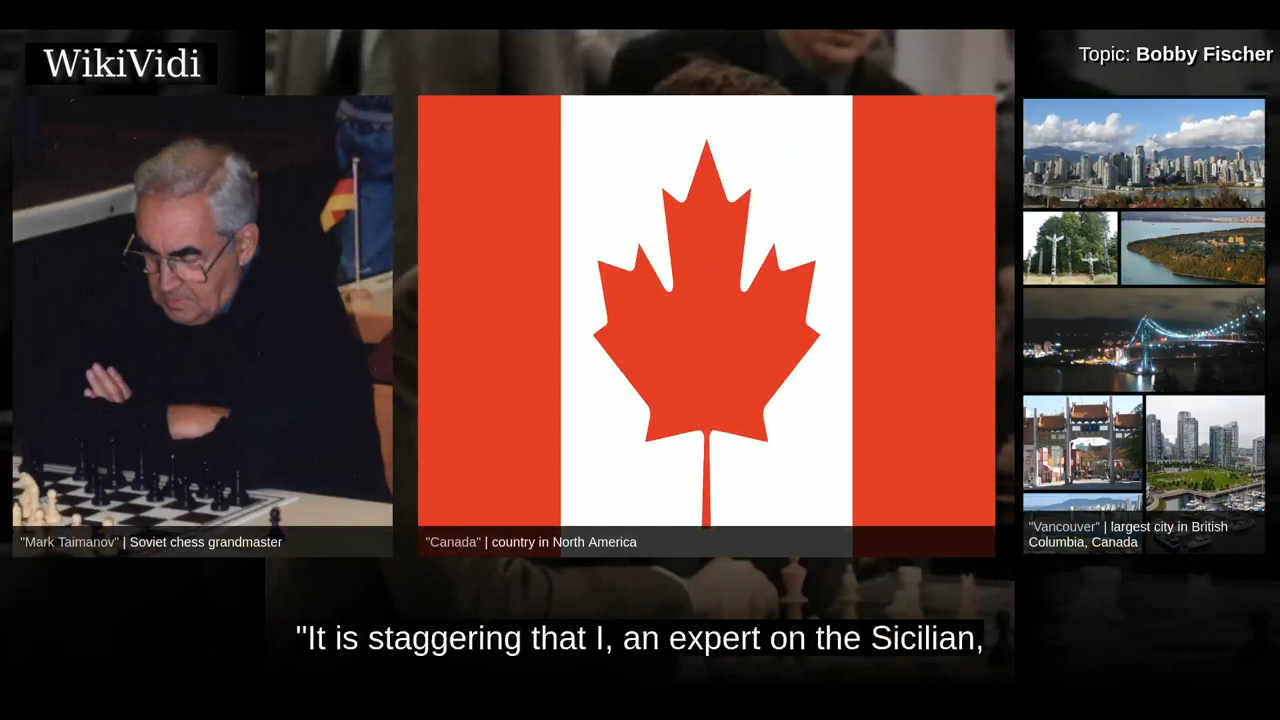 WikiVidi
Topic: Bobby Fischer
"Mark Taimanov" | Soviet chess grandmaster
"Canada" | country in North America
"Vancouver" | largest city in British
Columbia, Canada
"It is staggering that I, an expert on the Sicilian,